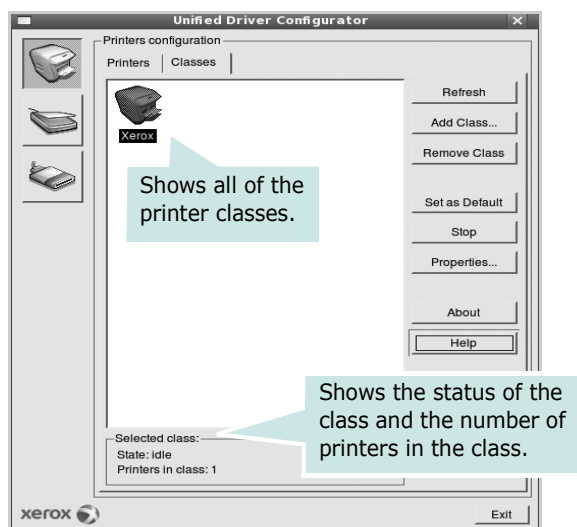 Unified Driver Configurator
Printers configuration
Printers
Classes
Xerox
Shows all of the
printer classes.
Refresh
Add Class...
Remove Class
Set as Default
Stop
Properties...
About
Help
Shows the status of the
class and the number of
printers in the class.
Selected class:
State: idle
Printers in class: 1
xerox
Exit